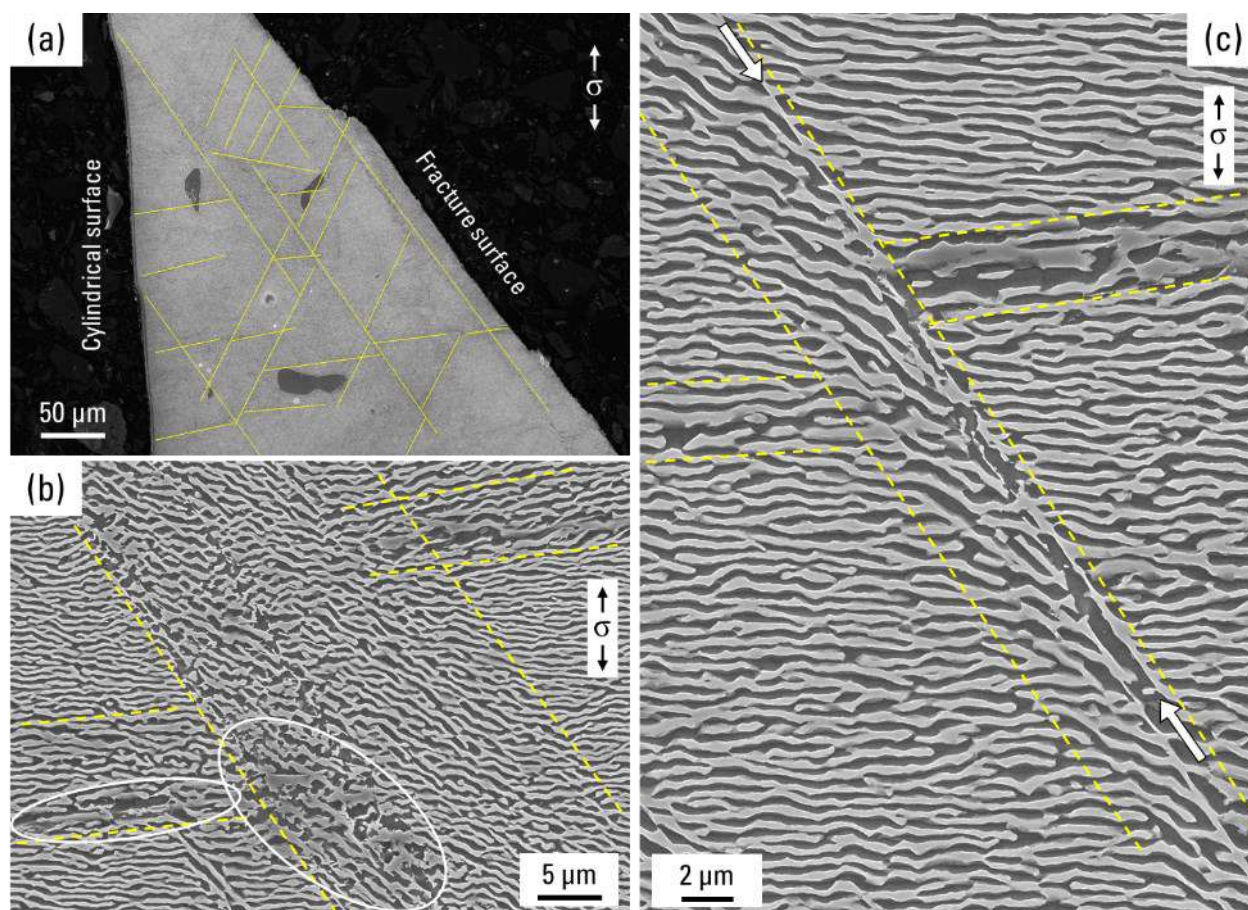 (a)
σ
Cylindrical surface
Fracture surface
50 μm
(b)
σ
5 μm
(c)
σ
2 μm